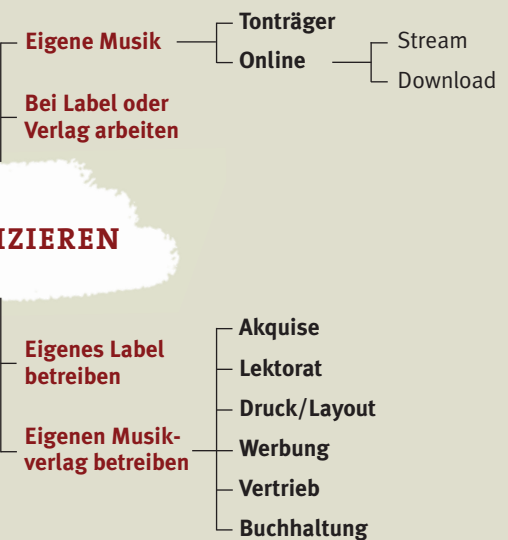 Eigene Musik
Tonträger
Online
Stream
Download
Bei Label oder
Verlag arbeiten
IZIEREN
Eigenes Label
betreiben
Eigenen Musik-
verlag betreiben
Akquise
Lektorat
Druck/Layout
Werbung
Vertrieb
Buchhaltung